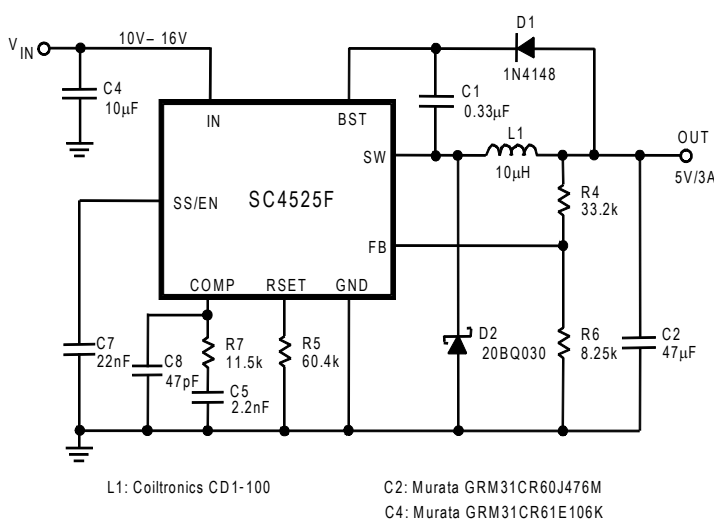 V IN
10V– 16V
C4
10µF
IN
BST
D1
1N4148
C1
0.33µF
L1
10µH
OUT
5V/3A
SW
SS/EN
SC4525F
FB
R4
33.2k
COMP
RSET
GND
C7
22nF
C8
47pF
R7
11.5k
C5
2.2nF
R5
60.4k
D2
20BQ030
R6
8.25k
C2
47µF
L1: Coiltronics CD1-100
C2: Murata GRM31CR60J476M
C4: Murata GRM31CR61E106K